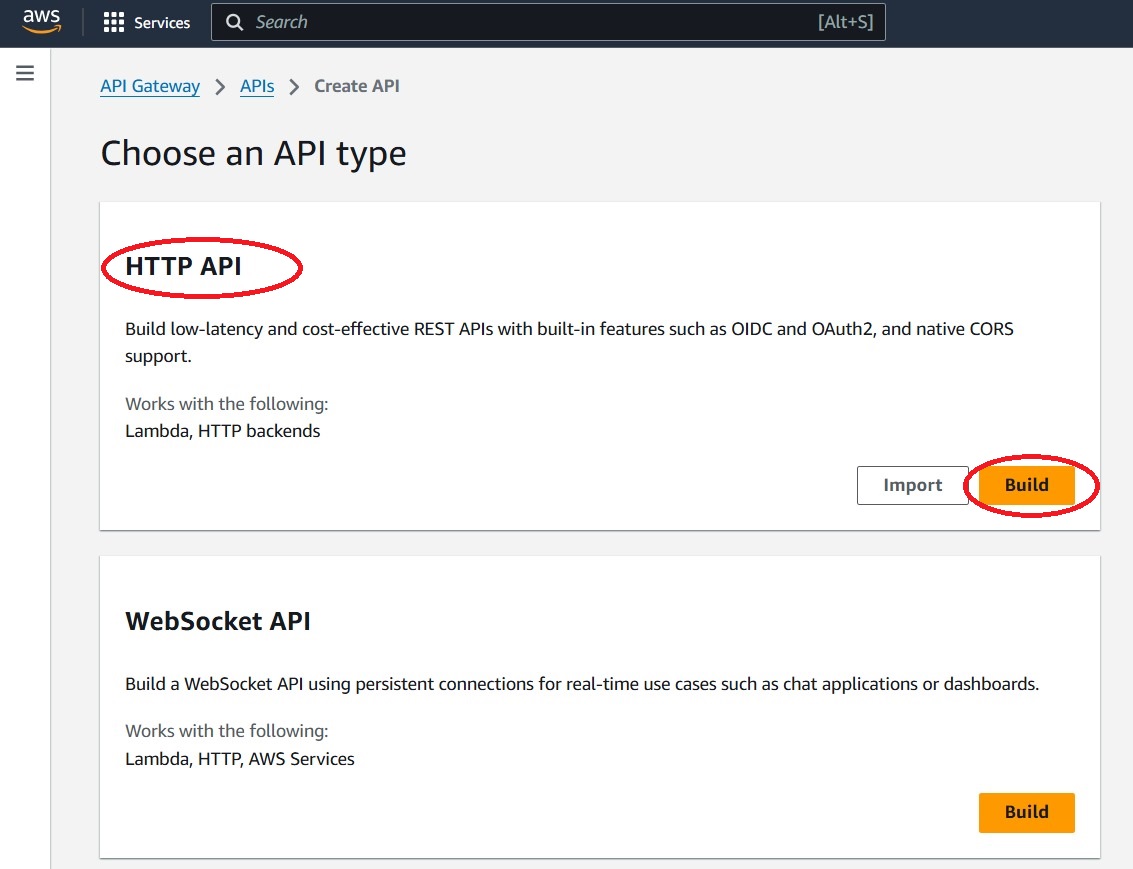 aws Services Search [Alt+S]
API Gateway > APIs > Create API
Choose an API type
HTTP API
Build low-latency and cost-effective REST APIs with built-in features such as OIDC and OAuth2, and native CORS
support.
Works with the following:
Lambda, HTTP backends
Import Build
WebSocket API
Build a WebSocket API using persistent connections for real-time use cases such as chat applications or dashboards.
Works with the following:
Lambda, HTTP, AWS Services
Build